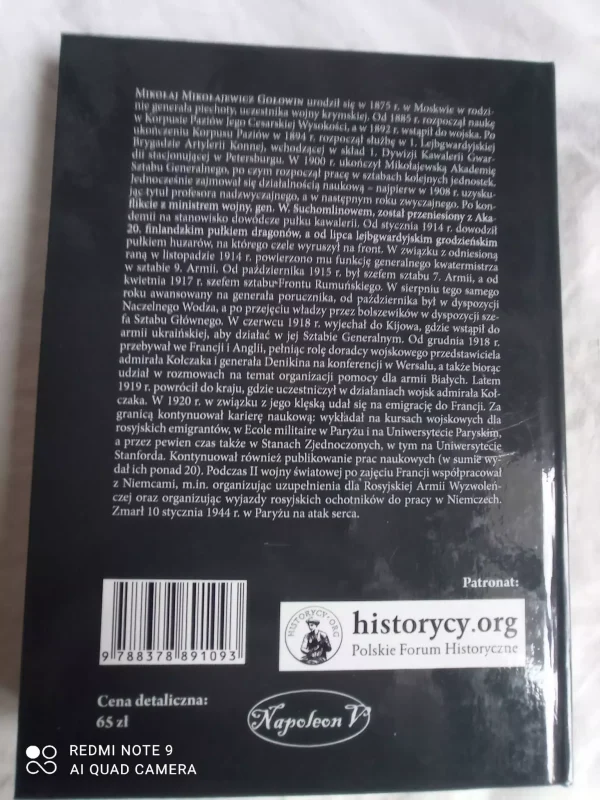 MIKOŁAJ MIKOŁAJEWICZ GOŁOWIN urodził się w 1875 r. w Moskwie w rodzi-
nie generała piechoty, uczestnika wojny krymskiej. Od 1885 r. rozpoczął naukę
w Korpusie Paziów Jego Cesarskiej Wysokości, a w 1892 r. wstąpił do wojska. Po
ukończeniu Korpusu Paziów w 1894 r. rozpoczął służbę w 1. Lejbgwardyjskiej
Brygadzie Artylerii Konnej, wchodzącej w skład 1. Dywizji Kawalerii Gwar-
dii stacjonującej w Petersburgu. W 1900 r. ukończył Mikołajewską Akademię
Sztabu Generalnego, po czym rozpoczął pracę w sztabach kolejnych jednostek.
Jednocześnie zajmował się działalnością naukową – najpierw w 1908 r. uzysku-
jąc tytuł profesora nadzwyczajnego, a w następnym roku zwyczajnego. Po kon-
flikcie z ministrem wojny, gen. W. Suchomlinowem, został przeniesiony z Aka-
demii na stanowisko dowódcze pułku kawalerii. Od stycznia 1914 r. dowodził
20. finlandzkim pułkiem dragonów, a od lipca lejbgwardyjskim grodzieńskim
pułkiem huzarów, na którego czele wyruszył na front. W związku z odniesioną
raną w listopadzie 1914 r. powierzono mu funkcję generalnego kwatermistrza
w sztabie 9. Armii. Od października 1915 r. był szefem sztabu 7. Armii, a od
kwietnia 1917 r. szefem sztabu Frontu Rumuńskiego. W sierpniu tego samego
roku awansowany na generała porucznika, od października był w dyspozycji
Naczelnego Wodza, a po przejęciu władzy przez bolszewików w dyspozycji sze-
fa Sztabu Głównego. W czerwcu 1918 r. wyjechał do Kijowa, gdzie wstąpił do
armii ukraińskiej, aby działać w jej Sztabie Generalnym. Od grudnia 1918 r.
przebywał we Francji i Anglii, pełniąc rolę doradcy wojskowego przedstawiciela
admirała Kołczaka i generała Denikina na konferencji w Wersalu, a także biorąc
udział w rozmowach na temat organizacji pomocy dla armii Białych. Latem
1919 r. powrócił do kraju, gdzie uczestniczył w działaniach wojsk admirała Koł-
czaka. W 1920 r. w związku z jego klęską udał się na emigrację do Francji. Za
granicą kontynuował karierę naukową: wykładał na kursach wojskowych dla
rosyjskich emigrantów, w Ecole militaire w Paryżu i na Uniwersytecie Paryskim,
a przez pewien czas także w Stanach Zjednoczonych, w tym na Uniwersytecie
Stanforda. Kontynuował również publikowanie prac naukowych (w sumie wy-
dał ich ponad 20). Podczas II wojny światowej po zajęciu Francji współpracował
z Niemcami, m.in. organizując uzupełnienia dla Rosyjskiej Armii Wyzwoleń-
czej oraz organizując wyjazdy rosyjskich ochotników do pracy w Niemczech.
Zmarł 10 stycznia 1944 r. w Paryżu na atak serca.
Patronat:
HISTORYCY.ORG
historycy.org
Polskie Forum Historyczne
9 788378 891093
Cena detaliczna:
65 zł
Napoleon V
REDMI NOTE 9
AI QUAD CAMERA